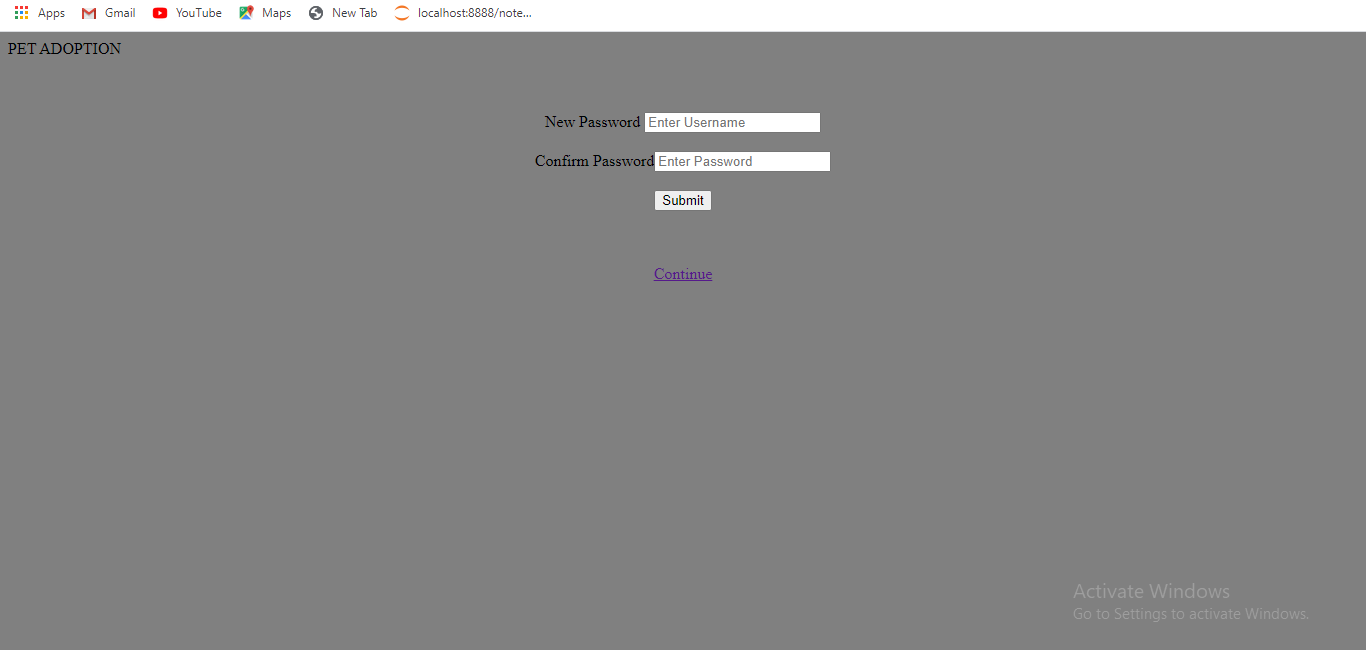 Apps Gmail YouTube Maps New Tab localhost:8888/note...
PET ADOPTION
New Password Enter Username
Confirm Password Enter Password
Submit
Continue
Activate Windows
Go to Settings to activate Windows.